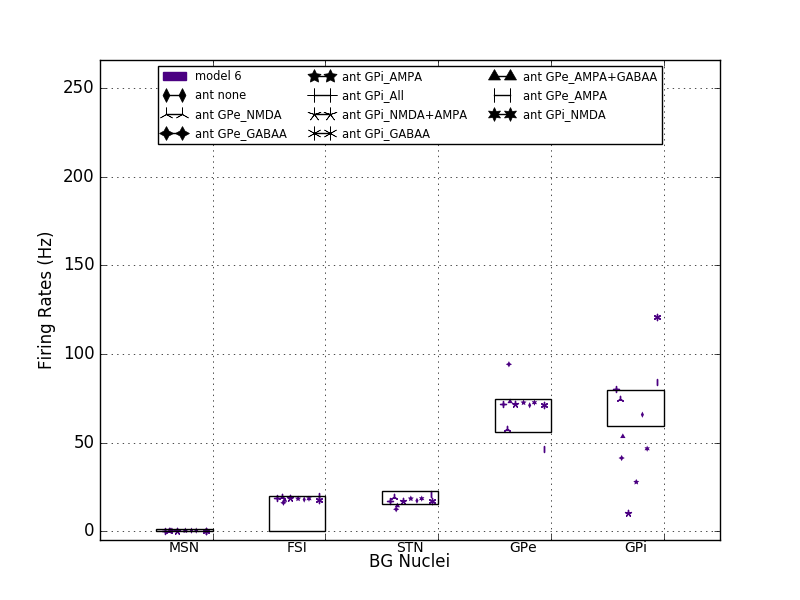 250
200
150
100
50
0
Firing Rates (Hz)
model 6
ant none
ant GPe_NMDA
ant GPe_GABAA
ant GPi_AMPA
ant GPi_All
ant GPi_NMDA+AMPA
ant GPi_GABAA
ant GPe_AMPA+GABAA
ant GPe_AMPA
ant GPi_NMDA
MSN FSI STN GPe GPi
BG Nuclei